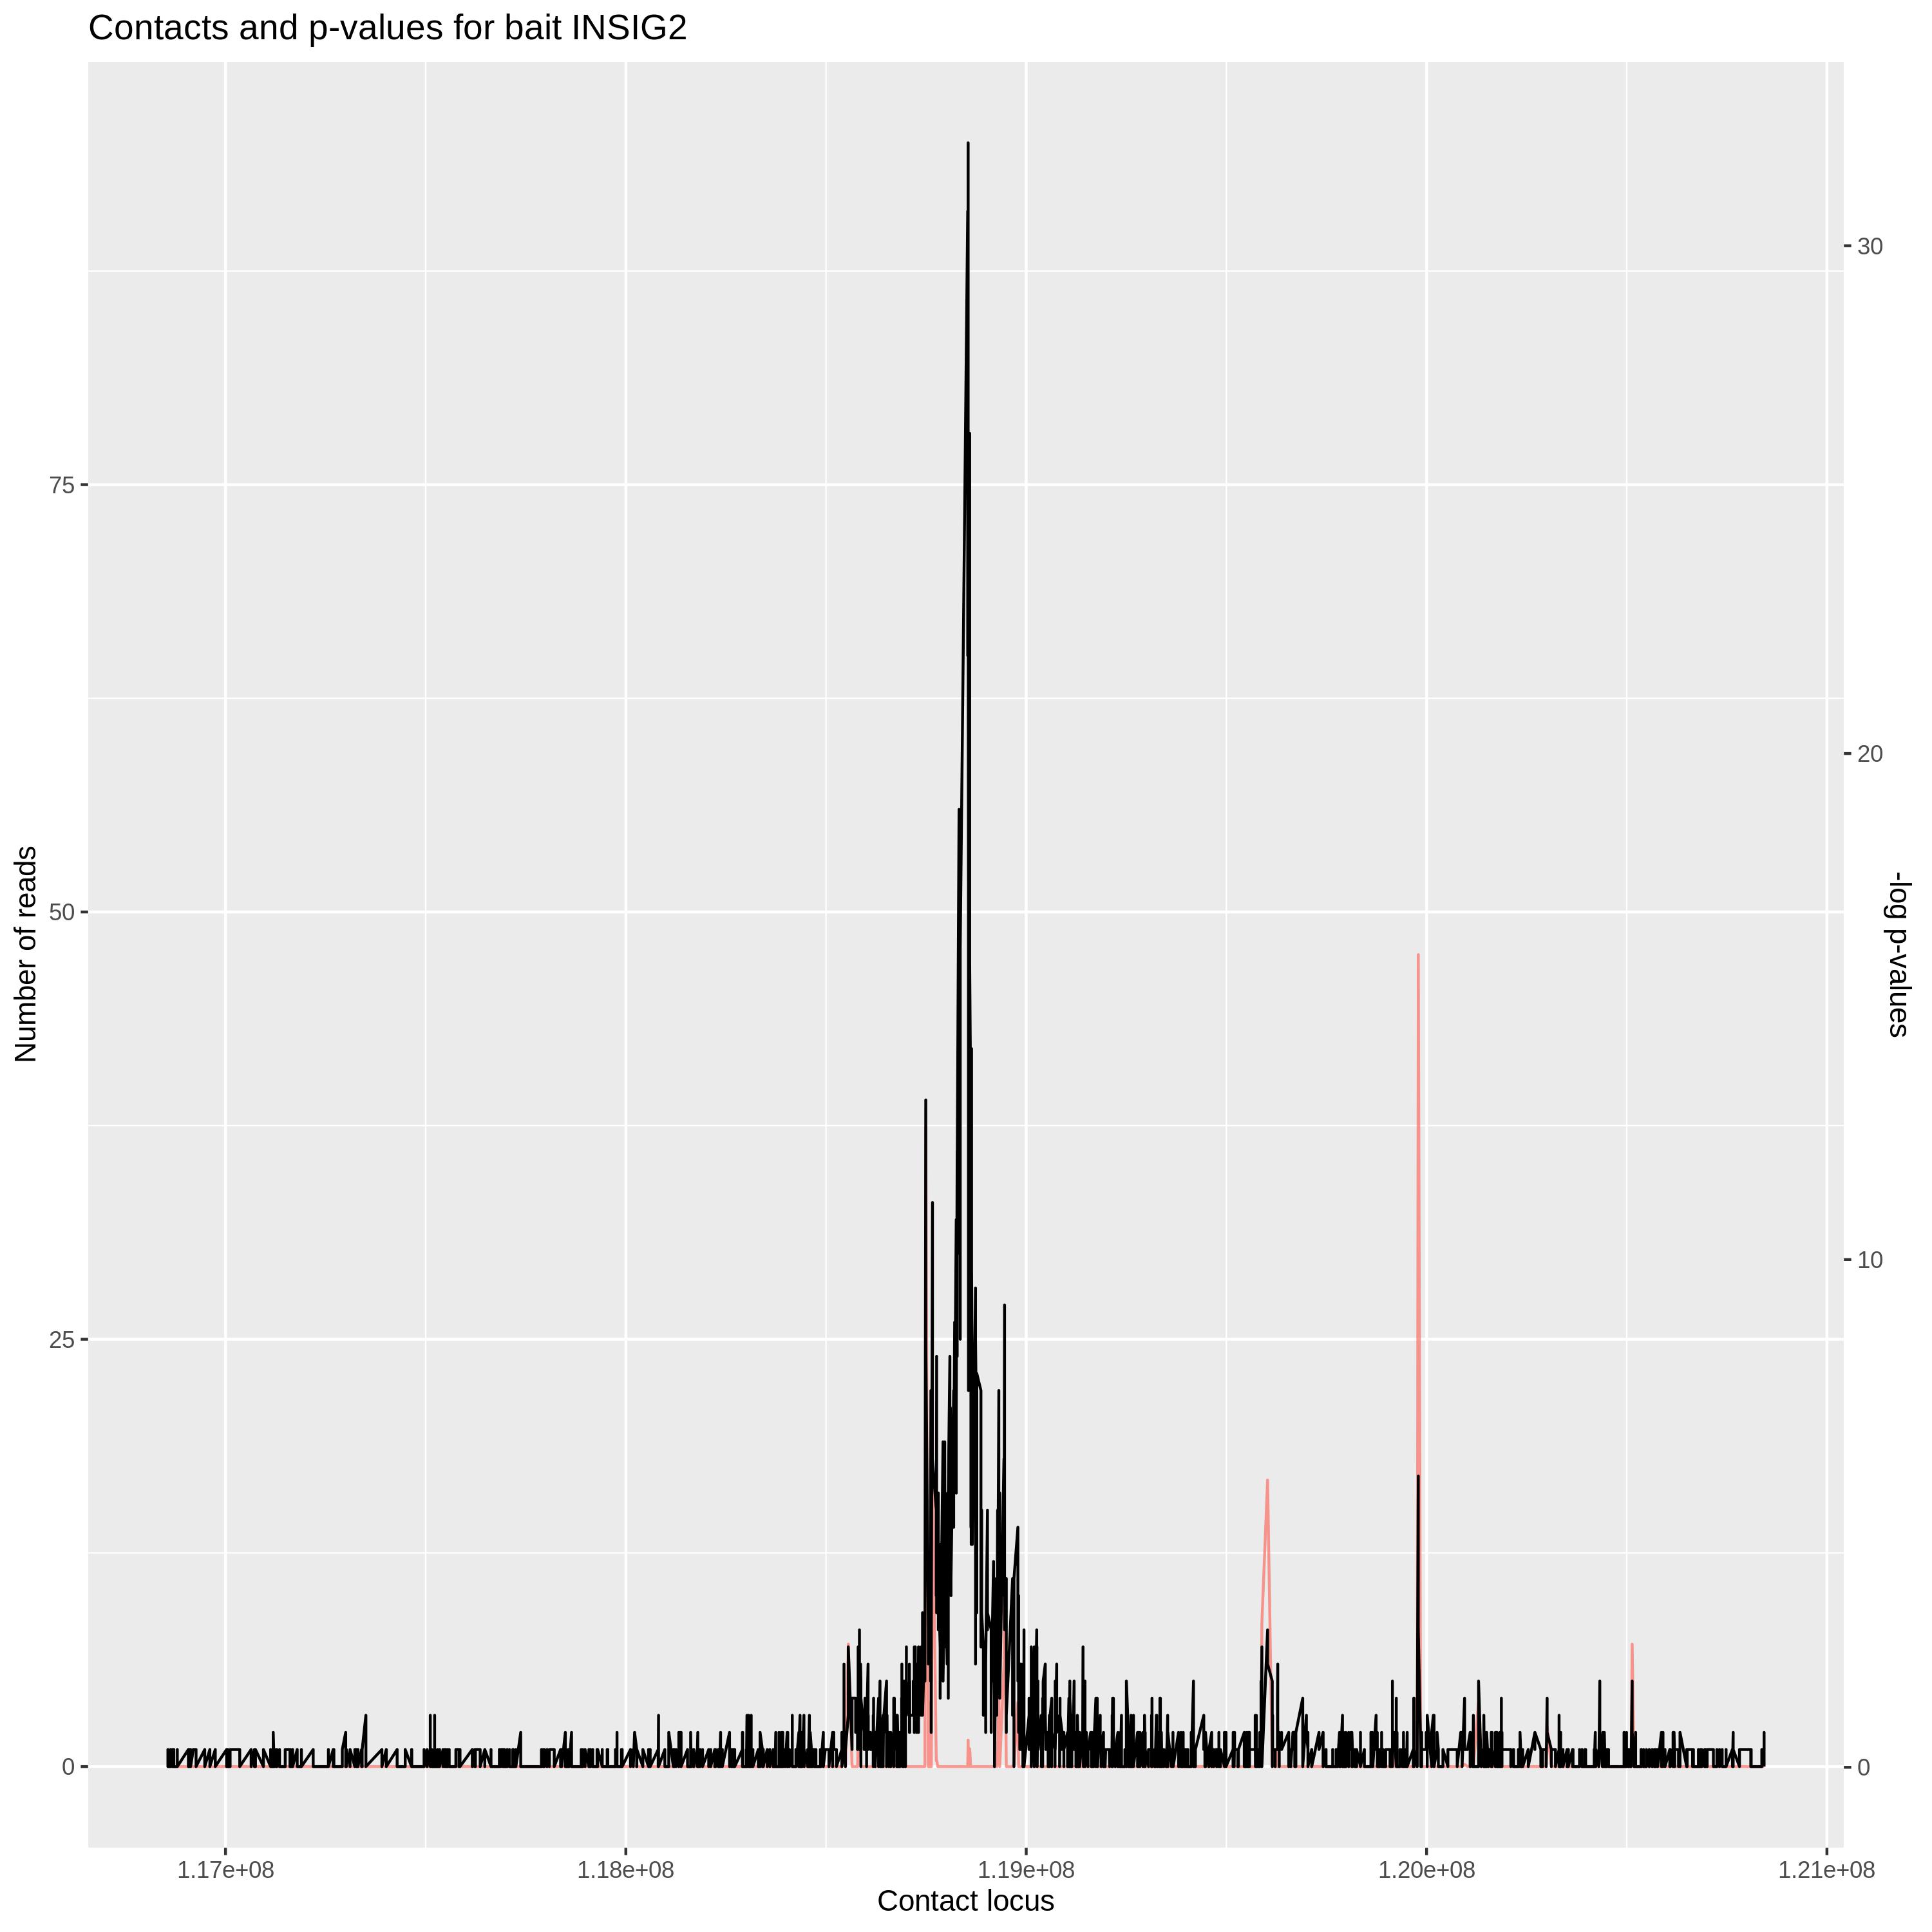 Contacts and p-values for bait INSIG2
Number of reads
75
50
25
0
30
20
10
0
-log p-values
1.17e+08
1.18e+08
1.19e+08
1.20e+08
1.21e+08
Contact locus